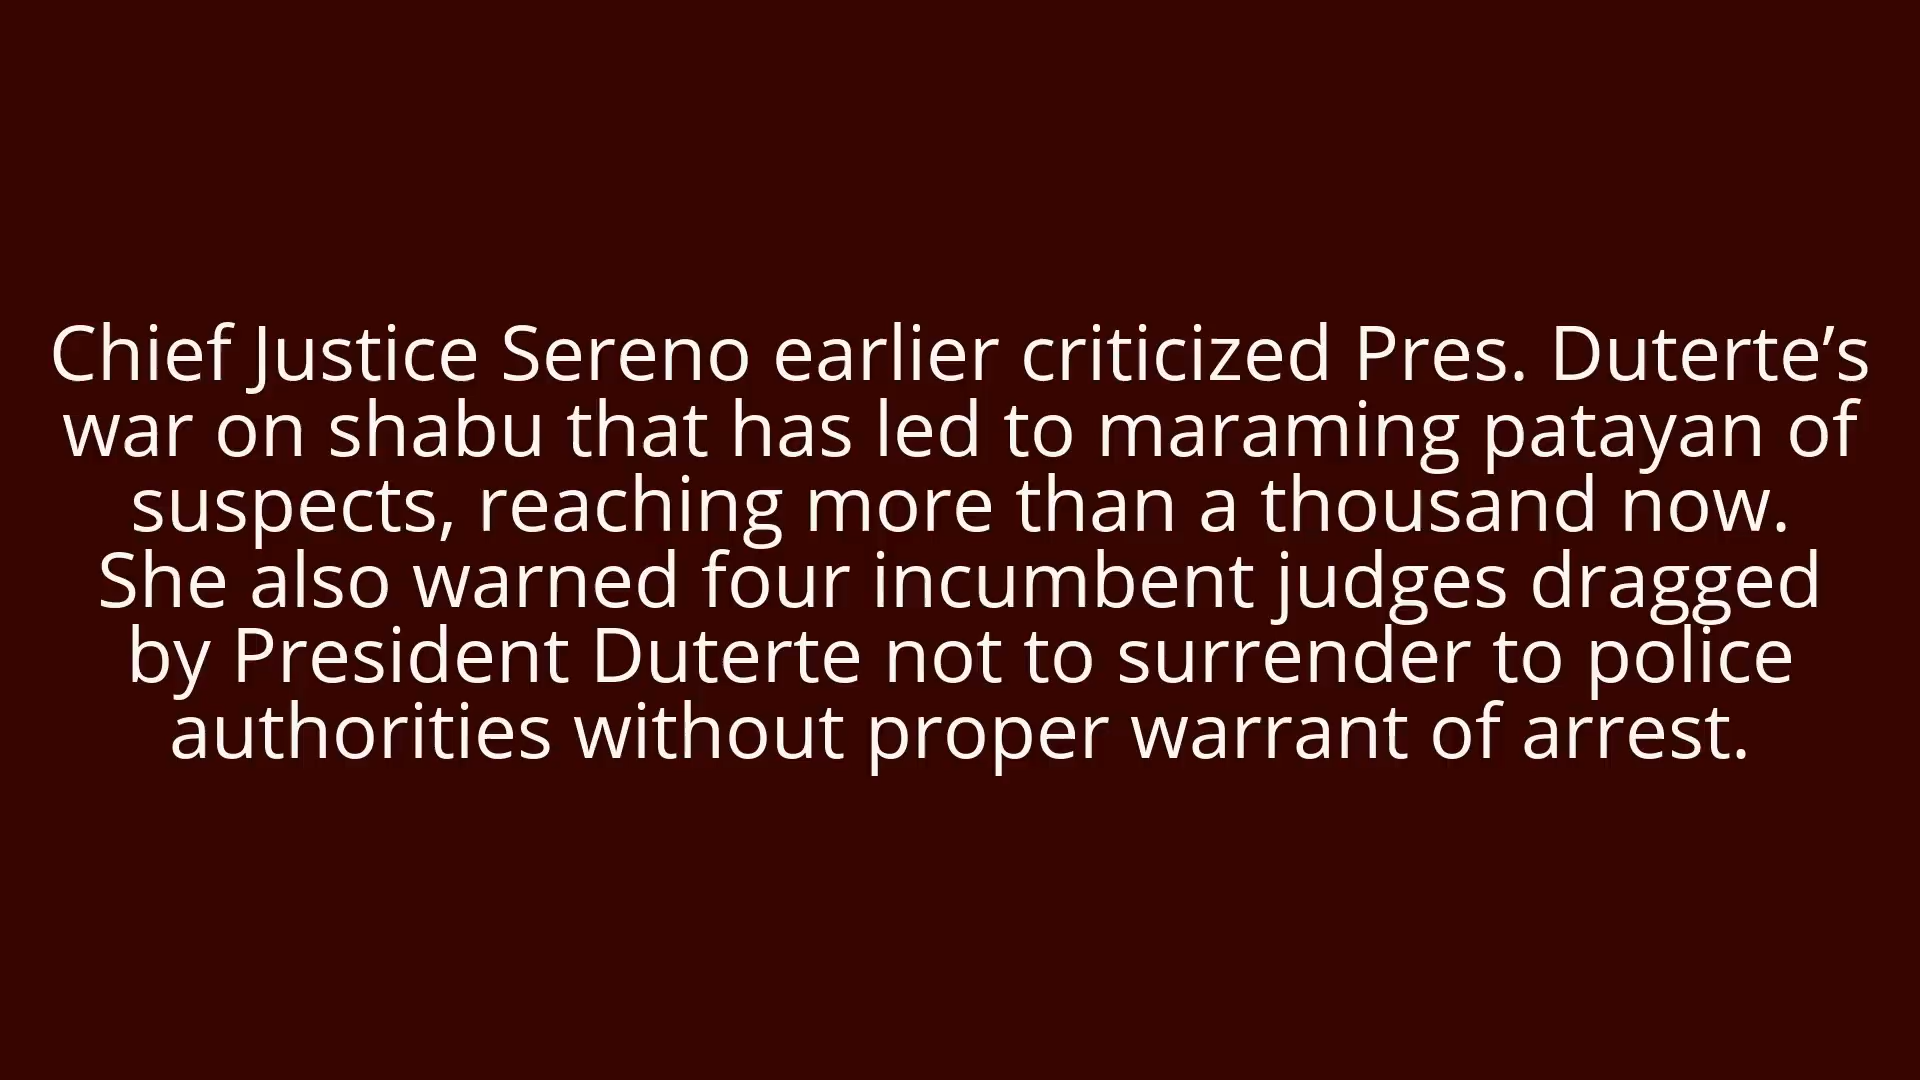 Chief Justice Sereno earlier criticized Pres. Duterte’s
war on shabu that has led to maraming patayan of
suspects, reaching more than a thousand now.
She also warned four incumbent judges dragged
by President Duterte not to surrender to police
authorities without proper warrant of arrest.